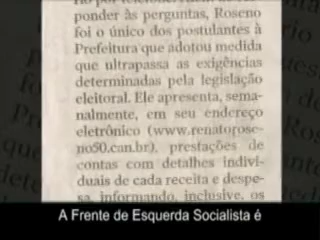 ponder às perguntas, Roseno
foi o único dos postulantes à
Prefeitura que adotou medida
que ultrapassa as exigências
determinadas pela legislação
eleitoral. Ele apresenta, sema-
nalmente, em seu endereço
eletrônico (www.renatorose-
no50.can.br), prestações de
contas com detalhes indivi-
duais de cada receita e despe-
sa, informando, inclusive, os
A Frente de Esquerda Socialista é